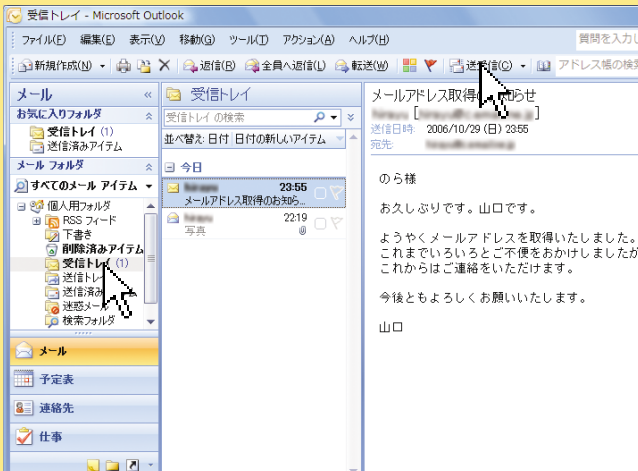 受信トレイ - Microsoft Outlook
ファイル(F) 編集(E) 表示(V) 移動(G) ツール(T) アクション(A) ヘルプ(H) 質問を入力し
新規作成(N) 返信(R) 全員へ返信(L) 転送(W) 送受信(C) アドレス帳の検索
メール «
お気に入りフォルダ
受信トレイ (1)
送信済みアイテム
メール フォルダ
すべてのメール アイテム
個人用フォルダ
RSS フィード
下書き
削除済みアイテム
受信トレイ (1)
送信トレ
送信済み
迷惑メール
検索フォルダ
メール
予定表
連絡先
仕事
受信トレイ
受信トレイ の検索
並べ替え: 日付 日付の新しいアイテム
今日
23:55
メールアドレス取得のお知ら...
22:19
写真
メールアドレス取得のお知らせ
[ ]
送信日時: 2006/10/29 (日) 23:55
宛先:
のら様
お久しぶりです。山口です。
ようやくメールアドレスを取得いたしました。
これまでいろいろとご不便をおかけしましたが
これからはご連絡をいただけます。
今後ともよろしくお願いいたします。
山口